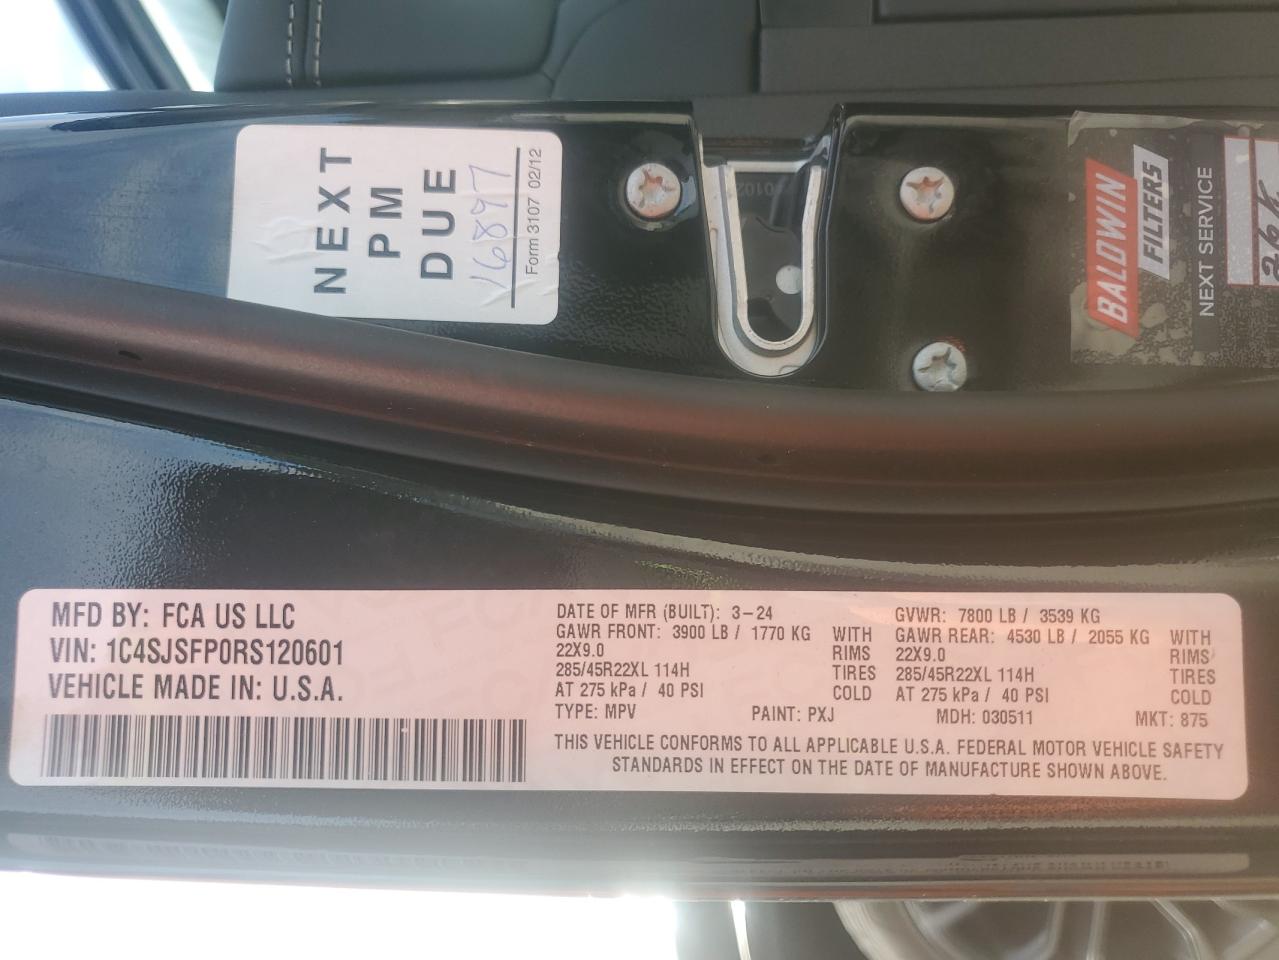 NEXT
PM
DUE
16897
Form 3107 02/12
BALDWIN
FILTERS
NEXT SERVICE
26K
MFD BY: FCA US LLC
VIN: 1C4SJSFP0RS120601
VEHICLE MADE IN: U.S.A.
DATE OF MFR (BUILT): 3-24
GAWR FRONT: 3900 LB / 1770 KG WITH
22X9.0 RIMS
285/45R22XL 114H TIRES
AT 275 kPa / 40 PSI COLD
GVWR: 7800 LB / 3539 KG
GAWR REAR: 4530 LB / 2055 KG WITH
22X9.0 RIMS
285/45R22XL 114H TIRES
AT 275 kPa / 40 PSI COLD
TYPE: MPV PAINT: PXJ MDH: 030511 MKT: 875
THIS VEHICLE CONFORMS TO ALL APPLICABLE U.S.A. FEDERAL MOTOR VEHICLE SAFETY
STANDARDS IN EFFECT ON THE DATE OF MANUFACTURE SHOWN ABOVE.